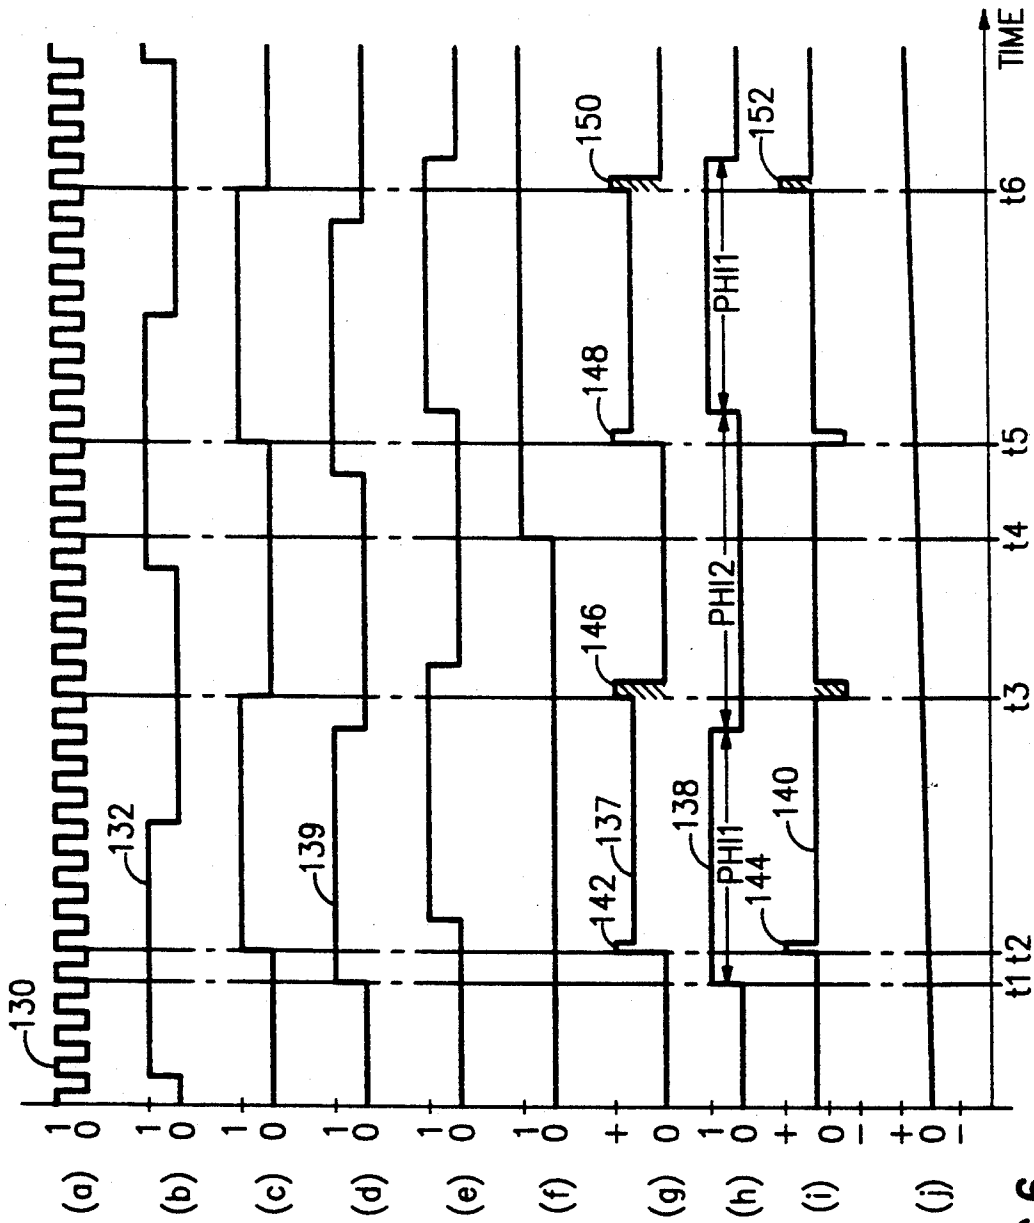 130
(a) 1 0
132
(b) 1 0
(c) 1 0
139
(d) 1 0
(e) 1 0
(f) 1 0
142
137
146
148
150
(g) + 0
138
(h) 1 0
PHI1
PHI2
PHI1
144
140
152
(i) + 0 -
(j) + 0 -
t1 t2 t3 t4 t5 t6 TIME
6